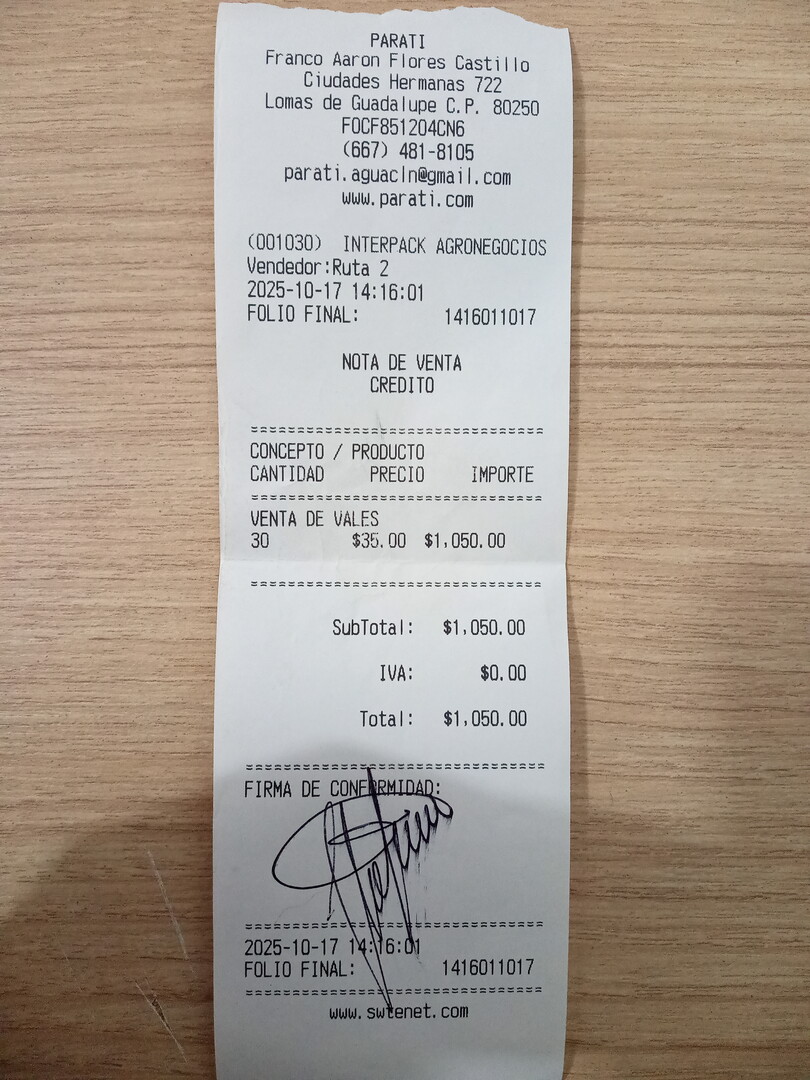 PARATI
Franco Aaron Flores Castillo
Ciudades Hermanas 722
Lomas de Guadalupe C.P. 80250
FOCF851204CN6
(667) 481-8105
parati.aguacln@gmail.com
www.parati.com
(001030) INTERPACK AGRONEGOCIOS
Vendedor:Ruta 2
2025-10-17 14:16:01
FOLIO FINAL: 1416011017
NOTA DE VENTA
CREDITO
CONCEPTO / PRODUCTO
CANTIDAD PRECIO IMPORTE
VENTA DE VALES
30 $35.00 $1,050.00
SubTotal: $1,050.00
IVA: $0.00
Total: $1,050.00
FIRMA DE CONFORMIDAD:
2025-10-17 14:16:01
FOLIO FINAL: 1416011017
www.swtenet.com